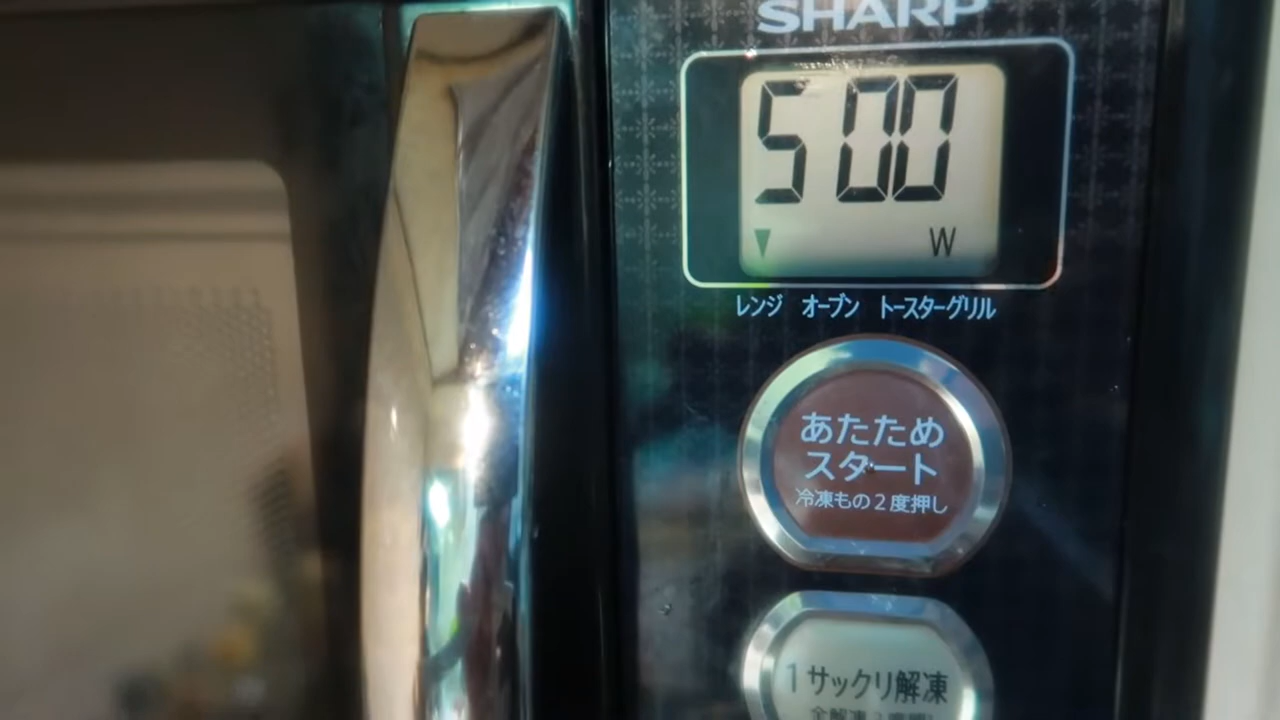 SHARP
500
W
レンジ オーブン トースターグリル
あたため
スタート
冷凍もの2度押し
1サックリ解凍